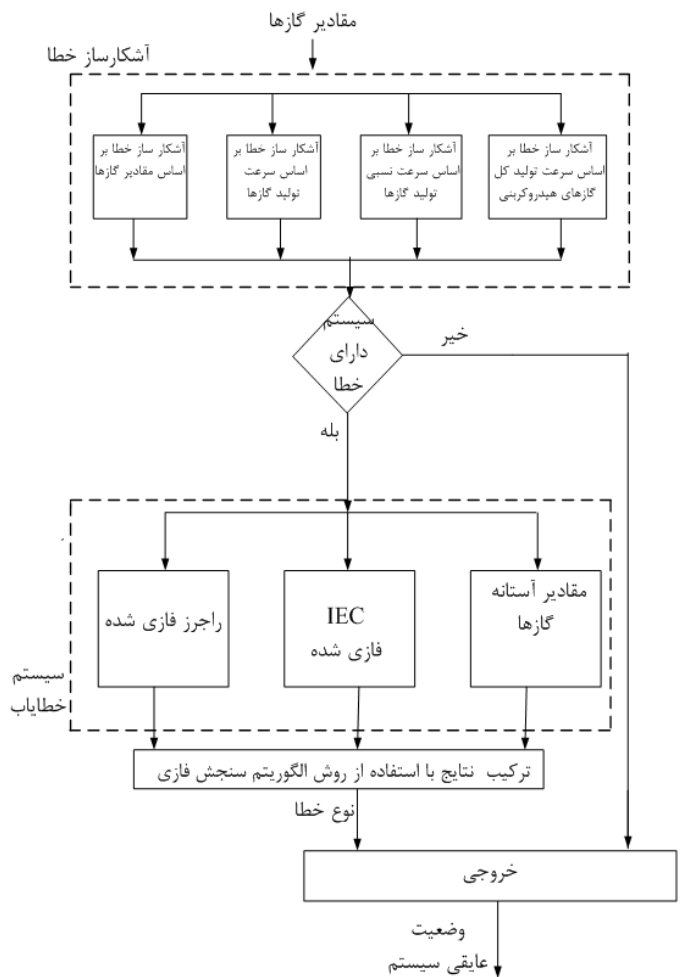 مقادیر گازها
آشکارساز خطا
آشکار ساز خطا بر
اساس سرعت تولید کل
گازهای هیدروکربنی
آشکار ساز خطا بر
اساس سرعت نسبی
تولید گازها
آشکار ساز خطا بر
اساس سرعت
تولید گازها
آشکار ساز خطا بر
اساس مقادیر گازها
سیستم
دارای
خطا
خیر
بله
مقادیر آستانه
گازها
IEC
فازی شده
راجرز فازی شده
سیستم
خطایاب
ترکیب نتایج با استفاده از روش الگوریتم سنجش فازی
نوع خطا
خروجی
وضعیت
عایقی سیستم